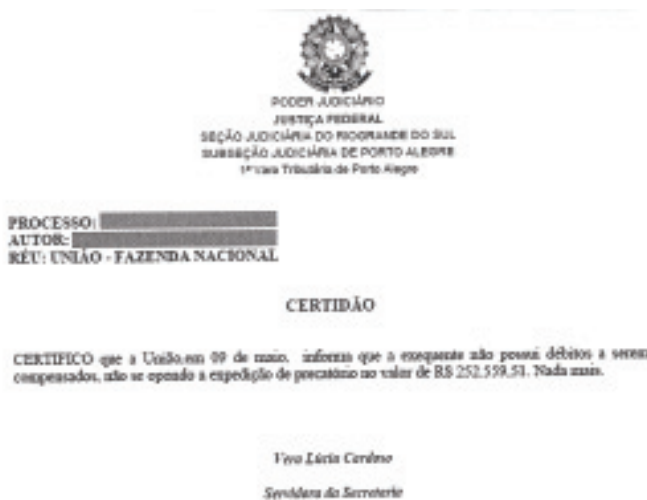 PODER JUDICIÁRIO
JUSTIÇA FEDERAL
SEÇÃO JUDICIÁRIA DO RIOGRANDE DO SUL
SUBSEÇÃO JUDICIÁRIA DE PORTO ALEGRE
1ª Vara Tributária de Porto Alegre
PROCESSO:
AUTOR:
RÉU: UNIÃO - FAZENDA NACIONAL
CERTIDÃO
CERTIFICO que a União,em 09 de maio, informa que a exequente não possui débitos a serem
compensados, não se opondo à expedição de precatório no valor de R$ 252.559,51. Nada mais.
Vera Lúcia Cardoso
Servidora da Secretaria